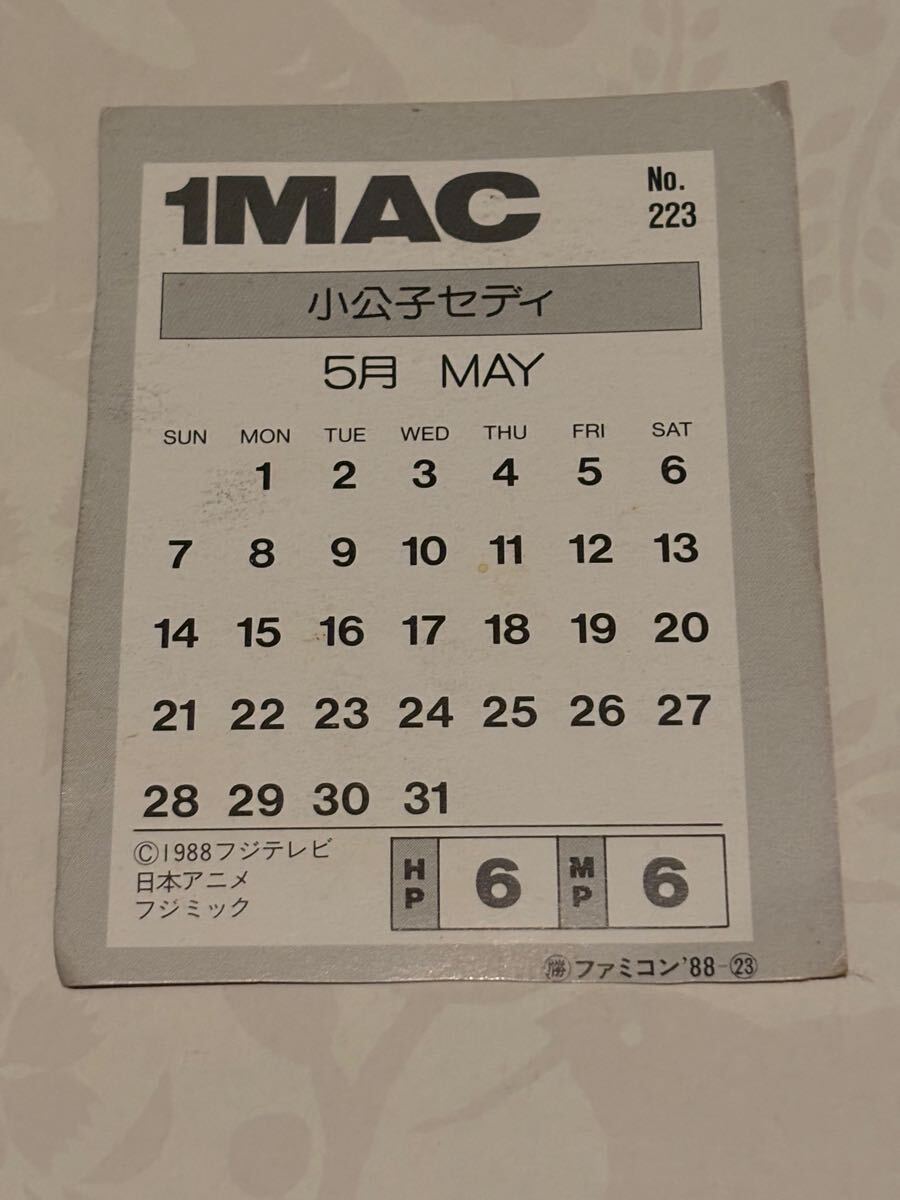 1MAC
No.
223
小公子セディ
5月 MAY
SUN MON TUE WED THU FRI SAT
1 2 3 4 5 6
7 8 9 10 11 12 13
14 15 16 17 18 19 20
21 22 23 24 25 26 27
28 29 30 31
©1988フジテレビ
日本アニメ
フジミック
HP 6 MP 6
㊝ファミコン'88-㉓